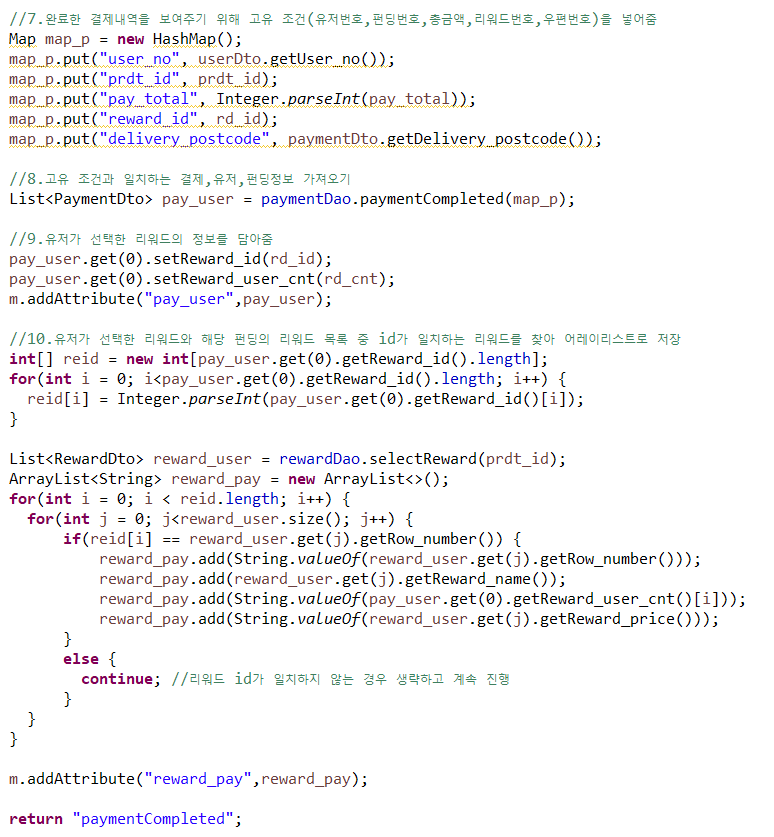 //7.완료한 결제내역을 보여주기 위해 고유 조건(유저번호,펀딩번호,총금액,리워드번호,우편번호)을 넣어줌
Map map_p = new HashMap();
map_p.put("user_no", userDto.getUser_no());
map_p.put("prdt_id", prdt_id);
map_p.put("pay_total", Integer.parseInt(pay_total));
map_p.put("reward_id", rd_id);
map_p.put("delivery_postcode", paymentDto.getDelivery_postcode());

//8.고유 조건과 일치하는 결제,유저,펀딩정보 가져오기
List<PaymentDto> pay_user = paymentDao.paymentCompleted(map_p);

//9.유저가 선택한 리워드의 정보를 담아줌
pay_user.get(0).setReward_id(rd_id);
pay_user.get(0).setReward_user_cnt(rd_cnt);
m.addAttribute("pay_user",pay_user);

//10.유저가 선택한 리워드와 해당 펀딩의 리워드 목록 중 id가 일치하는 리워드를 찾아 어레이리스트로 저장
int[] reid = new int[pay_user.get(0).getReward_id().length];
for(int i = 0; i<pay_user.get(0).getReward_id().length; i++) {
  reid[i] = Integer.parseInt(pay_user.get(0).getReward_id()[i]);
}

List<RewardDto> reward_user = rewardDao.selectReward(prdt_id);
ArrayList<String> reward_pay = new ArrayList<>();
for(int i = 0; i < reid.length; i++) {
  for(int j = 0; j<reward_user.size(); j++) {
      if(reid[i] == reward_user.get(j).getRow_number()) {
          reward_pay.add(String.valueOf(reward_user.get(j).getRow_number()));
          reward_pay.add(reward_user.get(j).getReward_name());
          reward_pay.add(String.valueOf(pay_user.get(0).getReward_user_cnt()[i]));
          reward_pay.add(String.valueOf(reward_user.get(j).getReward_price()));
      }
      else {
        continue; //리워드 id가 일치하지 않는 경우 생략하고 계속 진행
      }
  }
}

m.addAttribute("reward_pay",reward_pay);

return "paymentCompleted";